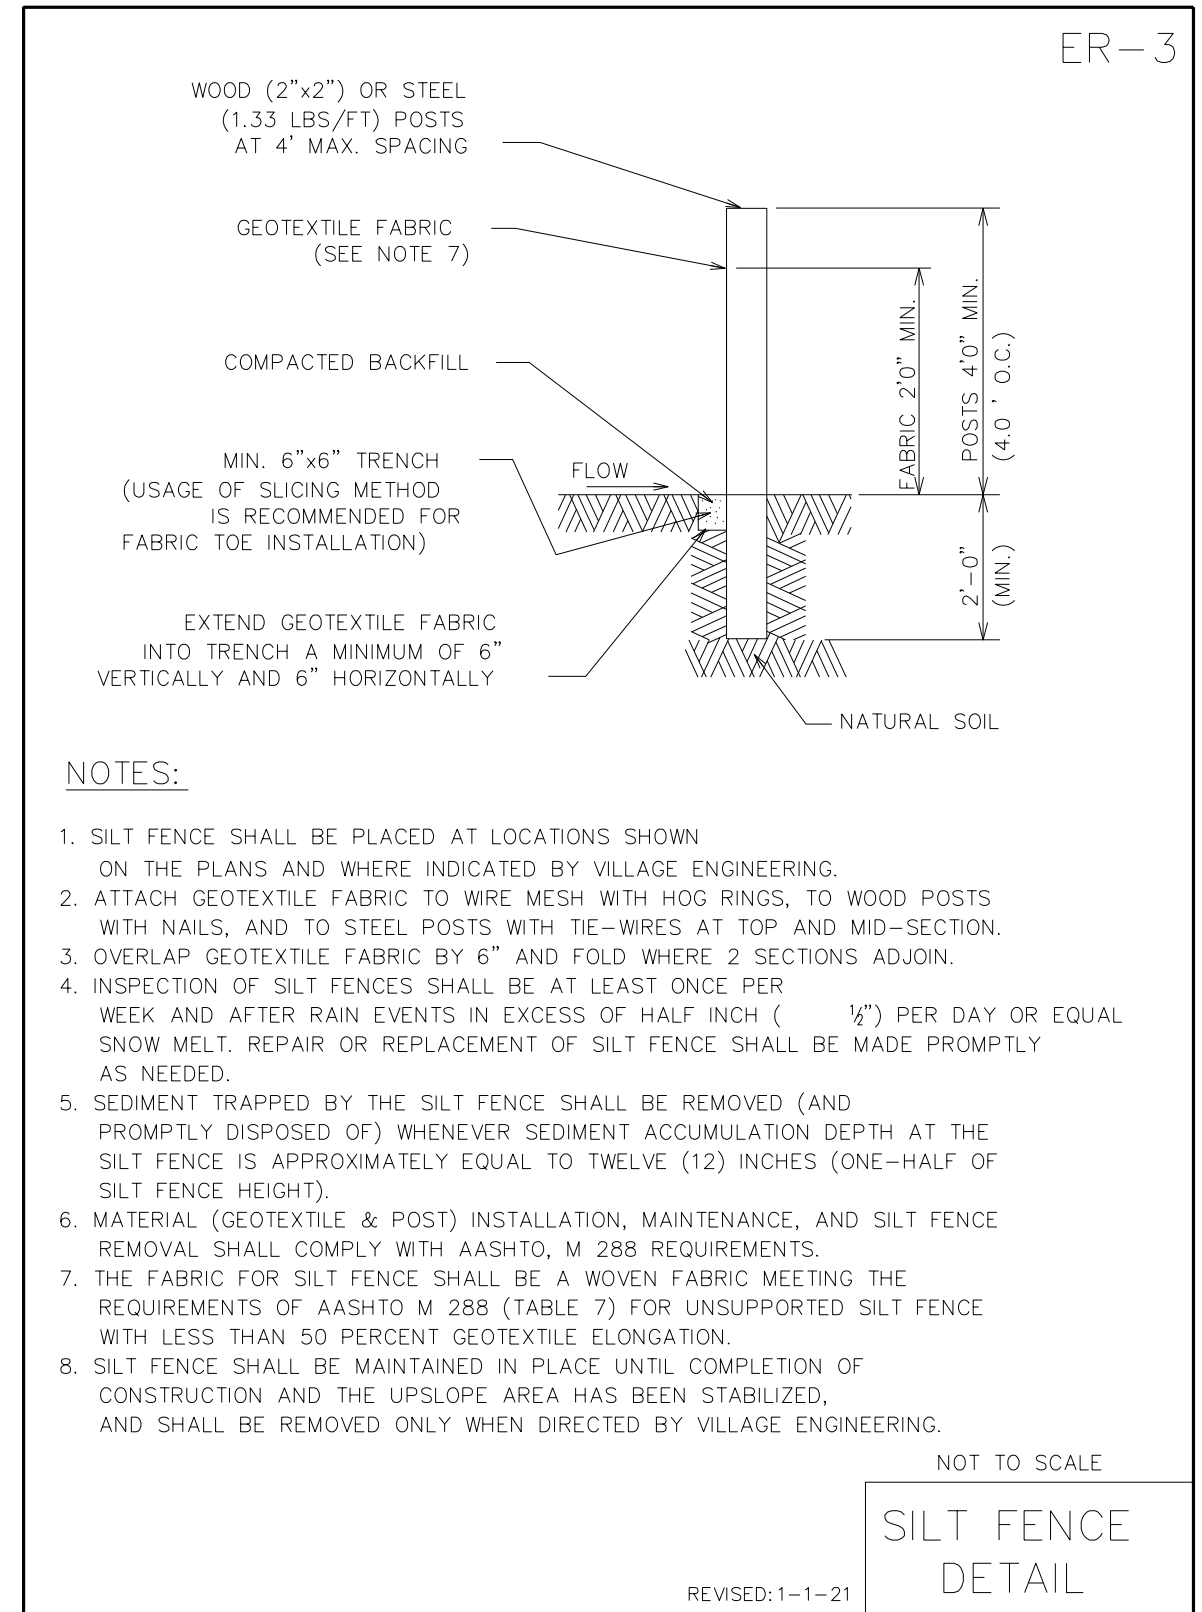 ER-3
WOOD (2"x2") OR STEEL
(1.33 LBS/FT) POSTS
AT 4' MAX. SPACING
GEOTEXTILE FABRIC
(SEE NOTE 7)
COMPACTED BACKFILL
MIN. 6"x6" TRENCH
(USAGE OF SLICING METHOD
IS RECOMMENDED FOR
FABRIC TOE INSTALLATION)
FLOW
EXTEND GEOTEXTILE FABRIC
INTO TRENCH A MINIMUM OF 6"
VERTICALLY AND 6" HORIZONTALLY
FABRIC 2'0" MIN.
POSTS 4'0" MIN.
(4.0 ' O.C.)
2'-0"
(MIN.)
NATURAL SOIL
NOTES:
1. SILT FENCE SHALL BE PLACED AT LOCATIONS SHOWN
ON THE PLANS AND WHERE INDICATED BY VILLAGE ENGINEERING.
2. ATTACH GEOTEXTILE FABRIC TO WIRE MESH WITH HOG RINGS, TO WOOD POSTS
WITH NAILS, AND TO STEEL POSTS WITH TIE-WIRES AT TOP AND MID-SECTION.
3. OVERLAP GEOTEXTILE FABRIC BY 6" AND FOLD WHERE 2 SECTIONS ADJOIN.
4. INSPECTION OF SILT FENCES SHALL BE AT LEAST ONCE PER
WEEK AND AFTER RAIN EVENTS IN EXCESS OF HALF INCH ( ½") PER DAY OR EQUAL
SNOW MELT. REPAIR OR REPLACEMENT OF SILT FENCE SHALL BE MADE PROMPTLY
AS NEEDED.
5. SEDIMENT TRAPPED BY THE SILT FENCE SHALL BE REMOVED (AND
PROMPTLY DISPOSED OF) WHENEVER SEDIMENT ACCUMULATION DEPTH AT THE
SILT FENCE IS APPROXIMATELY EQUAL TO TWELVE (12) INCHES (ONE-HALF OF
SILT FENCE HEIGHT).
6. MATERIAL (GEOTEXTILE & POST) INSTALLATION, MAINTENANCE, AND SILT FENCE
REMOVAL SHALL COMPLY WITH AASHTO, M 288 REQUIREMENTS.
7. THE FABRIC FOR SILT FENCE SHALL BE A WOVEN FABRIC MEETING THE
REQUIREMENTS OF AASHTO M 288 (TABLE 7) FOR UNSUPPORTED SILT FENCE
WITH LESS THAN 50 PERCENT GEOTEXTILE ELONGATION.
8. SILT FENCE SHALL BE MAINTAINED IN PLACE UNTIL COMPLETION OF
CONSTRUCTION AND THE UPSLOPE AREA HAS BEEN STABILIZED,
AND SHALL BE REMOVED ONLY WHEN DIRECTED BY VILLAGE ENGINEERING.
NOT TO SCALE
SILT FENCE
DETAIL
REVISED: 1-1-21